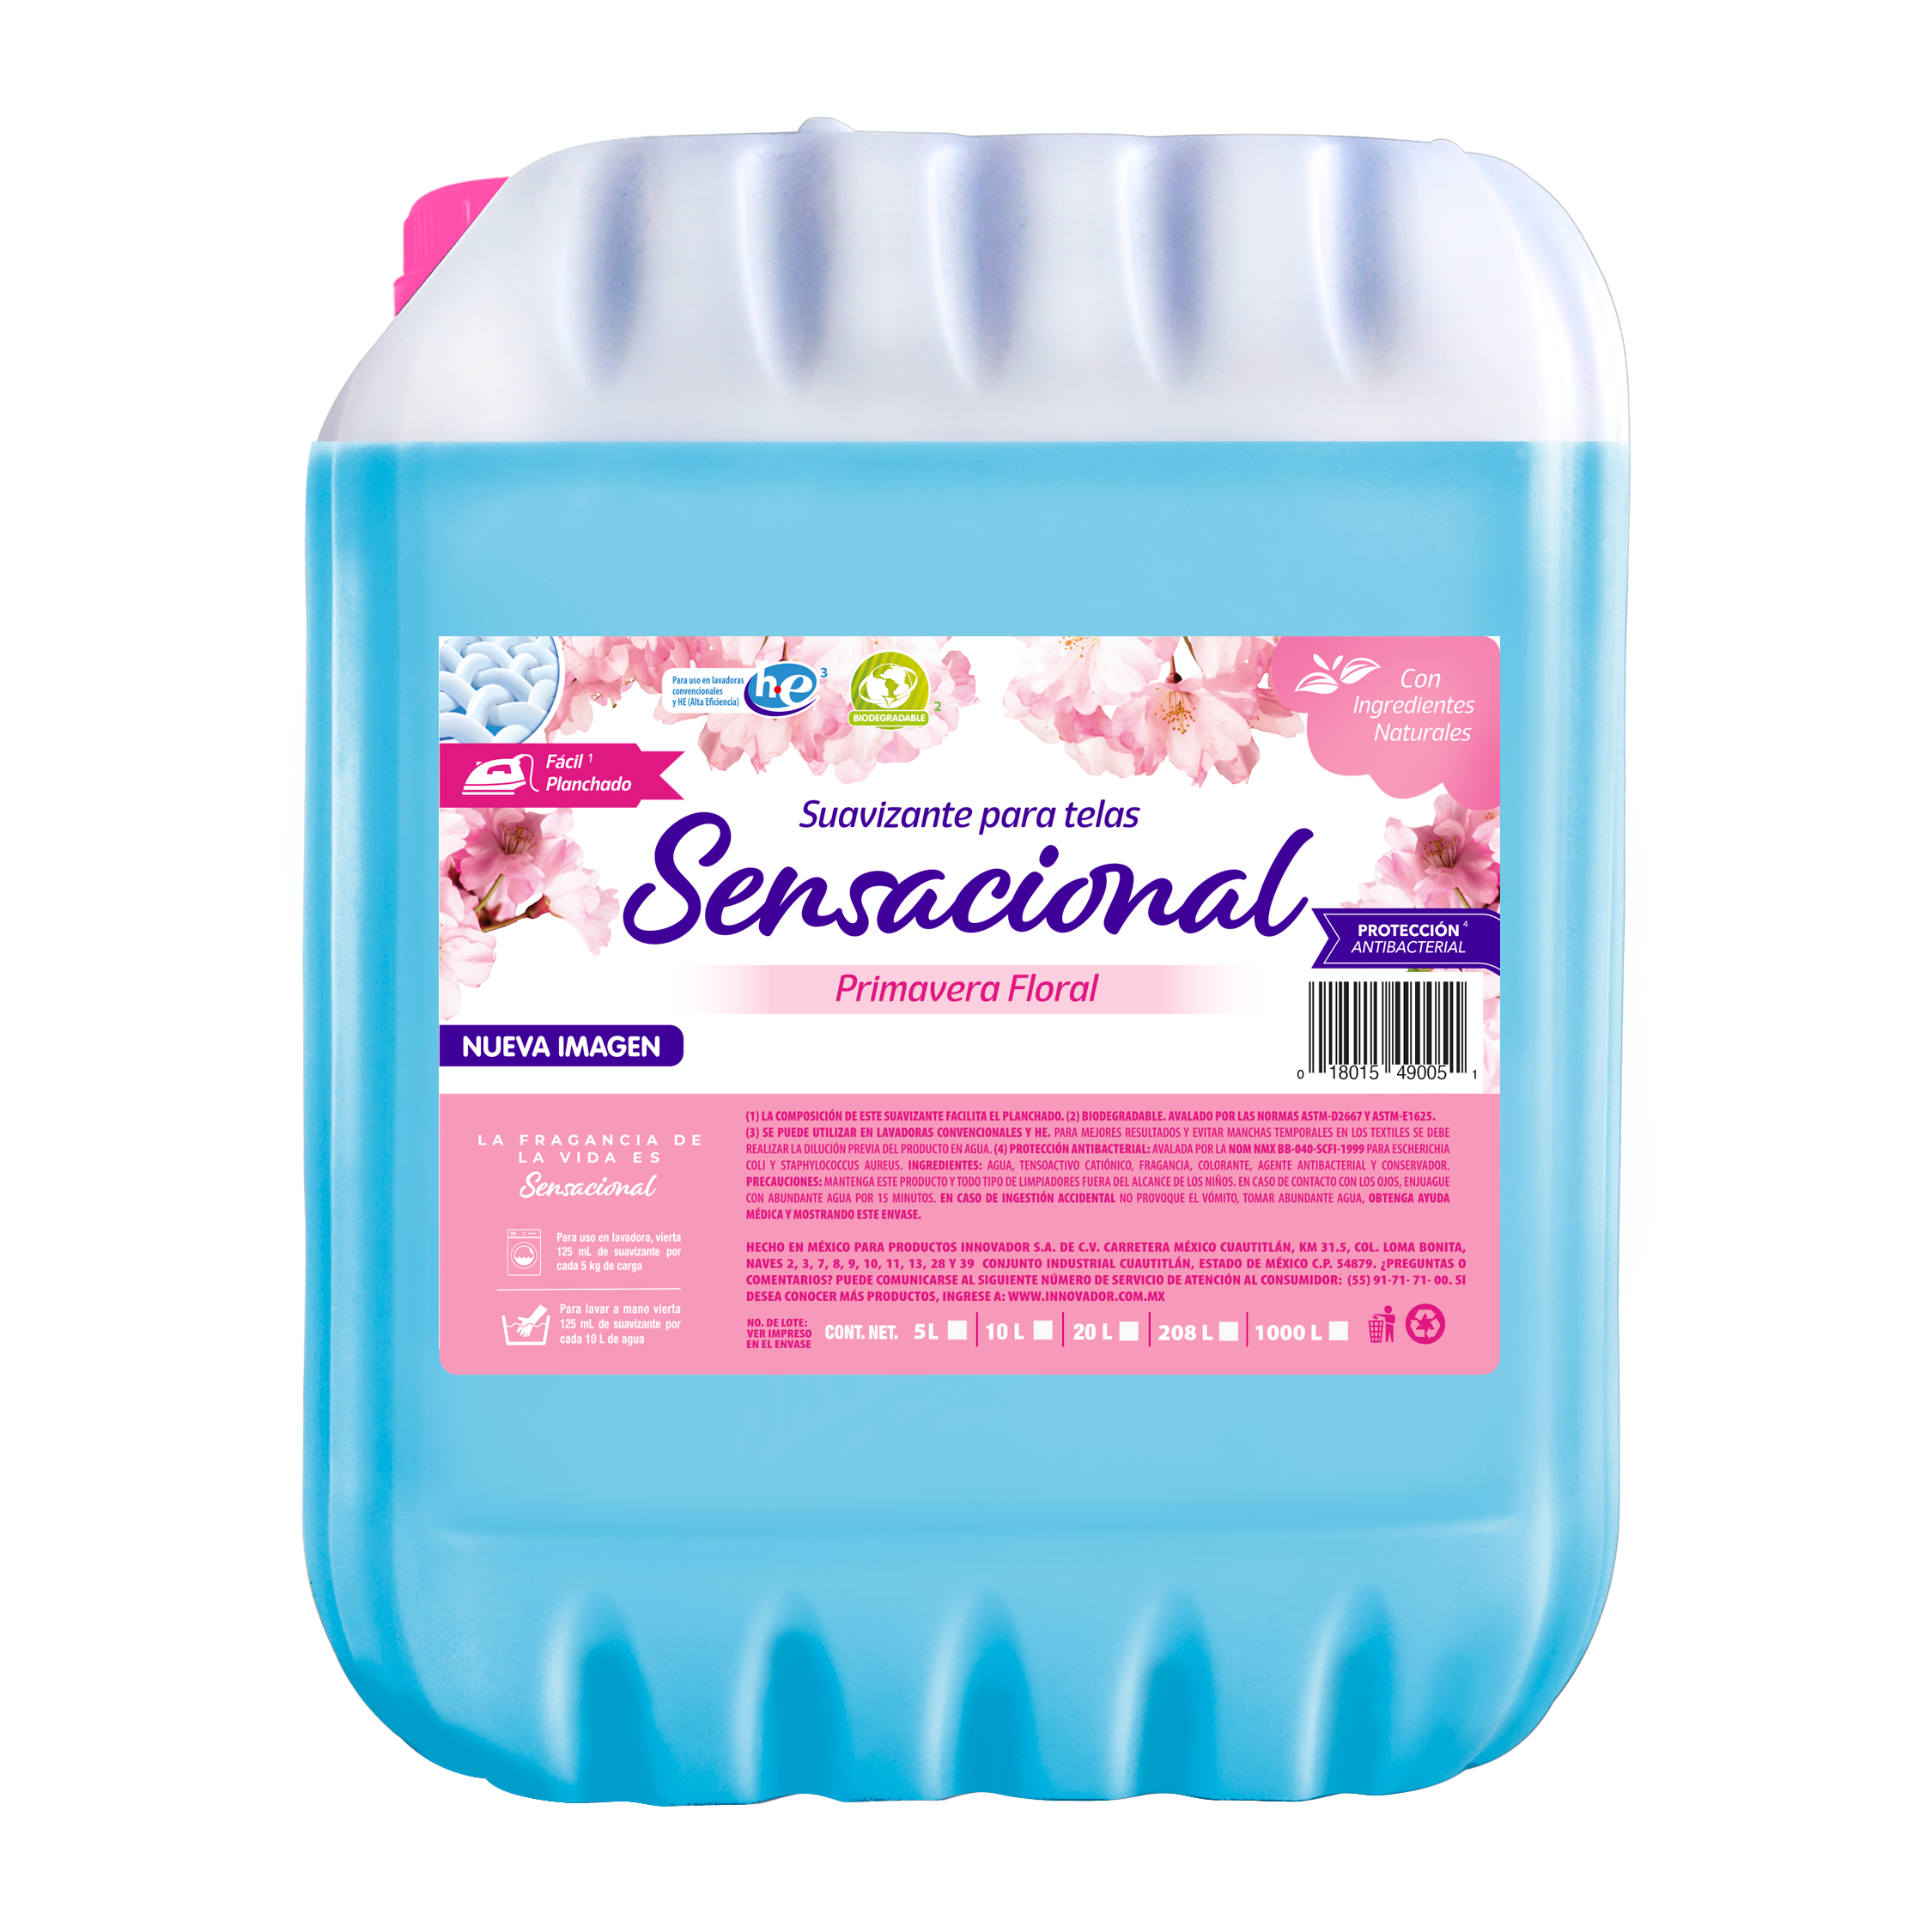 Para uso en lavadoras
convencionales
y HE (Alta Eficiencia)
he 3
BIODEGRADABLE 2
Con
Ingredientes
Naturales
Fácil 1
Planchado
Suavizante para telas
Sensacional
PROTECCIÓN 4
ANTIBACTERIAL
Primavera Floral
NUEVA IMAGEN
0 18015 49005 1
LA FRAGANCIA DE
LA VIDA ES
Sensacional
Para uso en lavadora, vierta
125 mL de suavizante por
cada 5 kg de carga
Para lavar a mano vierta
125 mL de suavizante por
cada 10 L de agua
(1) LA COMPOSICIÓN DE ESTE SUAVIZANTE FACILITA EL PLANCHADO. (2) BIODEGRADABLE. AVALADO POR LAS NORMAS ASTM-D2667 Y ASTM-E1625.
(3) SE PUEDE UTILIZAR EN LAVADORAS CONVENCIONALES Y HE. PARA MEJORES RESULTADOS Y EVITAR MANCHAS TEMPORALES EN LOS TEXTILES SE DEBE
REALIZAR LA DILUCIÓN PREVIA DEL PRODUCTO EN AGUA. (4) PROTECCIÓN ANTIBACTERIAL: AVALADA POR LA NOM NMX BB-040-SCFI-1999 PARA ESCHERICHIA
COLI Y STAPHYLOCOCCUS AUREUS. INGREDIENTES: AGUA, TENSOACTIVO CATIÓNICO, FRAGANCIA, COLORANTE, AGENTE ANTIBACTERIAL Y CONSERVADOR.
PRECAUCIONES: MANTENGA ESTE PRODUCTO Y TODO TIPO DE LIMPIADORES FUERA DEL ALCANCE DE LOS NIÑOS. EN CASO DE CONTACTO CON LOS OJOS, ENJUAGUE
CON ABUNDANTE AGUA POR 15 MINUTOS. EN CASO DE INGESTIÓN ACCIDENTAL NO PROVOQUE EL VÓMITO, TOMAR ABUNDANTE AGUA, OBTENGA AYUDA
MÉDICA Y MOSTRANDO ESTE ENVASE.
HECHO EN MÉXICO PARA PRODUCTOS INNOVADOR S.A. DE C.V. CARRETERA MÉXICO CUAUTITLÁN, KM 31.5, COL. LOMA BONITA,
NAVES 2, 3, 7, 8, 9, 10, 11, 13, 28 Y 39 CONJUNTO INDUSTRIAL CUAUTITLÁN, ESTADO DE MÉXICO C.P. 54879. ¿PREGUNTAS O
COMENTARIOS? PUEDE COMUNICARSE AL SIGUIENTE NÚMERO DE SERVICIO DE ATENCIÓN AL CONSUMIDOR: (55) 91-71- 71- 00. SI
DESEA CONOCER MÁS PRODUCTOS, INGRESE A: WWW.INNOVADOR.COM.MX
NO. DE LOTE:
VER IMPRESO
EN EL ENVASE
CONT. NET. 5 L 10 L 20 L 208 L 1000 L